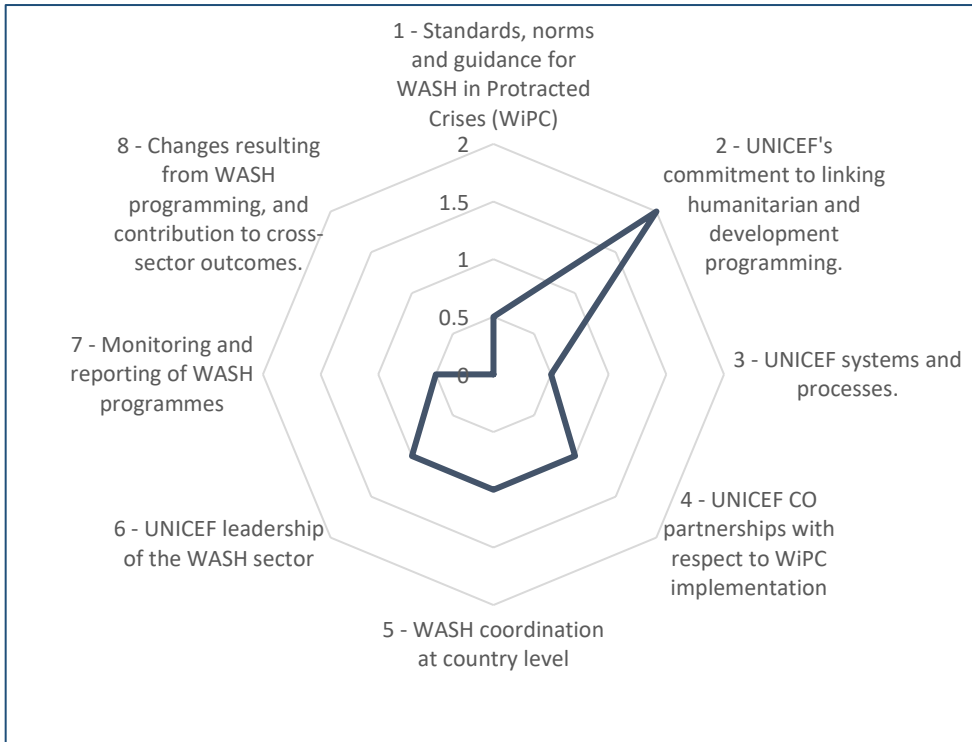 1 - Standards, norms
and guidance for
WASH in Protracted
Crises (WiPC)
2 - UNICEF's
commitment to linking
humanitarian and
development
programming.
3 - UNICEF systems and
processes.
4 - UNICEF CO
partnerships with
respect to WiPC
implementation
5 - WASH coordination
at country level
6 - UNICEF leadership
of the WASH sector
7 - Monitoring and
reporting of WASH
programmes
8 - Changes resulting
from WASH
programming, and
contribution to cross-
sector outcomes.
2
1.5
1
0.5
0